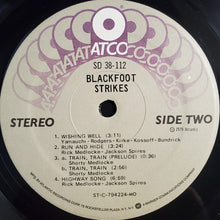 ATCO
SD 38-112
BLACKFOOT
STRIKES
STEREO
SIDE TWO
1. WISHING WELL (3:11)
Yamauchi - Rodgers - Kirke - Kossoff - Bundrick
2. RUN AND HIDE (3:24)
Rick Medlocke - Jackson Spires
3. a. TRAIN, TRAIN (PRELUDE) (0:36)
Shorty Medlocke
b. TRAIN, TRAIN
Shorty Medlocke
4. HIGHWAY SONG (6:59)
Rick Medlocke - Jackson Spires
ST-C-794224-MO